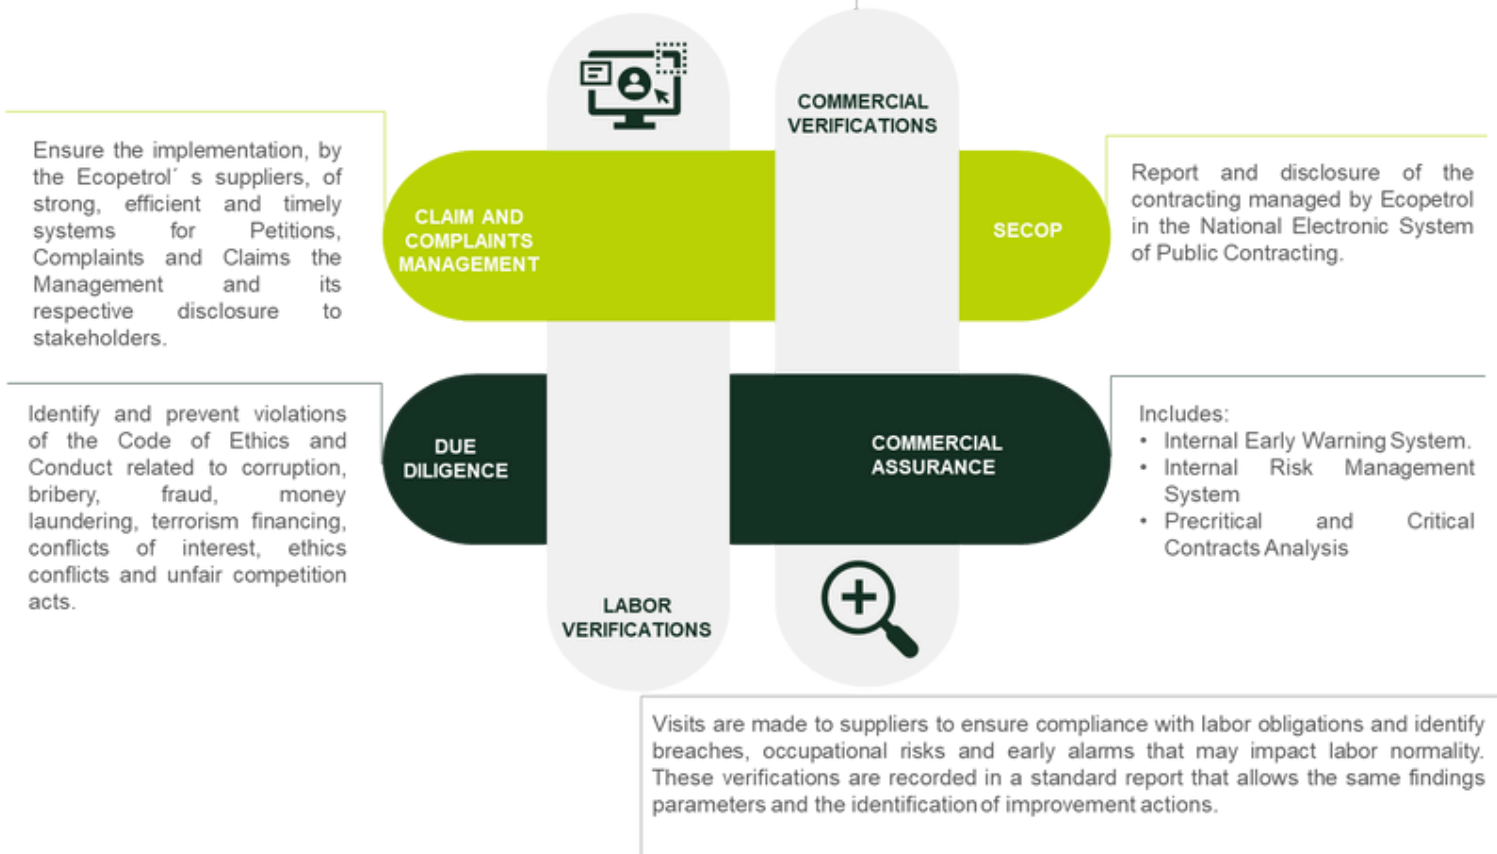 COMMERCIAL
VERIFICATIONS
Ensure the implementation, by
the Ecopetrol´ s suppliers, of
strong, efficient and timely
systems for Petitions,
Complaints and Claims the
Management and its
respective disclosure to
stakeholders.
CLAIM AND
COMPLAINTS
MANAGEMENT
SECOP
Report and disclosure of the
contracting managed by Ecopetrol
in the National Electronic System
of Public Contracting.
Identify and prevent violations
of the Code of Ethics and
Conduct related to corruption,
bribery, fraud, money
laundering, terrorism financing,
conflicts of interest, ethics
conflicts and unfair competition
acts.
DUE
DILIGENCE
COMMERCIAL
ASSURANCE
Includes:
• Internal Early Warning System.
• Internal Risk Management
System
• Precritical and Critical
Contracts Analysis
LABOR
VERIFICATIONS
Visits are made to suppliers to ensure compliance with labor obligations and identify
breaches, occupational risks and early alarms that may impact labor normality.
These verifications are recorded in a standard report that allows the same findings
parameters and the identification of improvement actions.